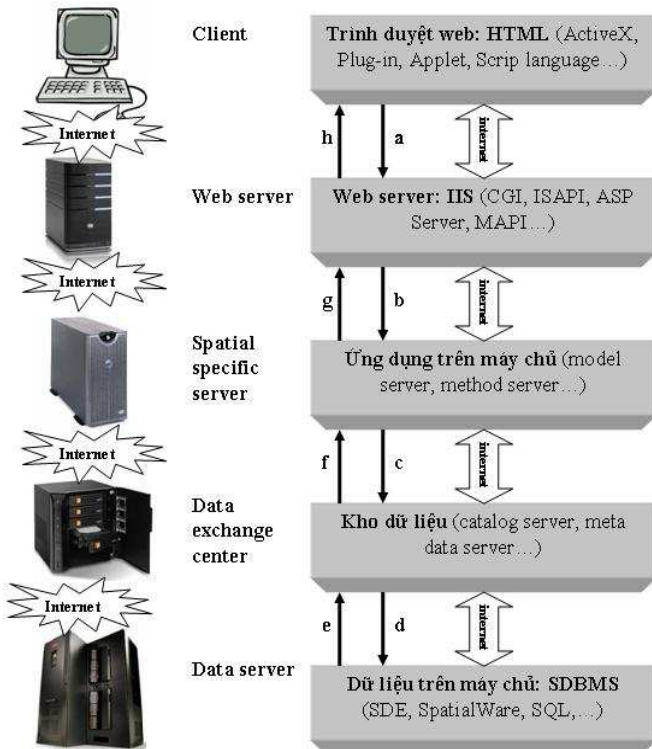 Client
Trình duyệt web: HTML (ActiveX,
Plug-in, Applet, Scrip language…)
Internet
h
a
internet
Web server
Web server: IIS (CGI, ISAPI, ASP
Server, MAPI…)
Internet
g
b
internet
Spatial
specific
server
Ứng dụng trên máy chủ (model
server, method server…)
Internet
f
c
internet
Data
exchange
center
Kho dữ liệu (catalog server, meta
data server…)
Internet
e
d
internet
Data server
Dữ liệu trên máy chủ: SDBMS
(SDE, SpatialWare, SQL,…)